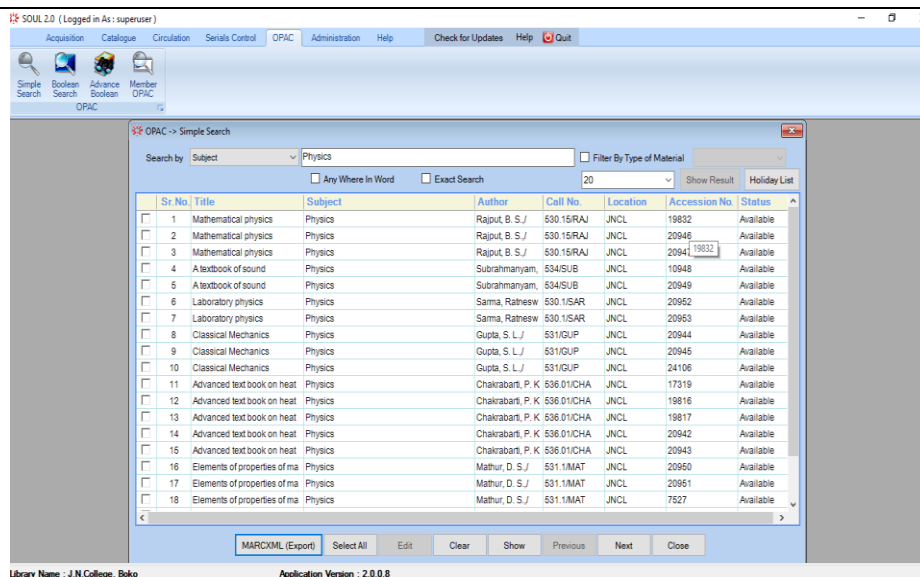 SOUL 2.0 ( Logged in As : superuser )
Acquisition Catalogue Circulation Serials Control OPAC Administration Help Check for Updates Help Quit
Simple Search Boolean Search Advance Boolean Member OPAC
OPAC
OPAC -> Simple Search
Search by Subject Physics Filter By Type of Material
Any Where In Word Exact Search 20 Show Result Holiday List
Sr.No. Title Subject Author Call No. Location Accession No. Status
1 Mathematical physics Physics Rajput, B. S./ 530.15/RAJ JNCL 19832 Available
2 Mathematical physics Physics Rajput, B. S./ 530.15/RAJ JNCL 20946 Available
3 Mathematical physics Physics Rajput, B. S./ 530.15/RAJ JNCL Available
19832
4 A textbook of sound Physics Subrahmanyam, 534/SUB JNCL 10948 Available
5 A textbook of sound Physics Subrahmanyam, 534/SUB JNCL 20949 Available
6 Laboratory physics Physics Sarma, Ratnesw 530.1/SAR JNCL 20952 Available
7 Laboratory physics Physics Sarma, Ratnesw 530.1/SAR JNCL 20953 Available
8 Classical Mechanics Physics Gupta, S. L./ 531/GUP JNCL 20944 Available
9 Classical Mechanics Physics Gupta, S. L./ 531/GUP JNCL 20945 Available
10 Classical Mechanics Physics Gupta, S. L./ 531/GUP JNCL 24106 Available
11 Advanced text book on heat Physics Chakrabarti, P. K 536.01/CHA JNCL 17319 Available
12 Advanced text book on heat Physics Chakrabarti, P. K 536.01/CHA JNCL 19816 Available
13 Advanced text book on heat Physics Chakrabarti, P. K 536.01/CHA JNCL 19817 Available
14 Advanced text book on heat Physics Chakrabarti, P. K 536.01/CHA JNCL 20942 Available
15 Advanced text book on heat Physics Chakrabarti, P. K 536.01/CHA JNCL 20943 Available
16 Elements of properties of ma Physics Mathur, D. S./ 531.1/MAT JNCL 20950 Available
17 Elements of properties of ma Physics Mathur, D. S./ 531.1/MAT JNCL 20951 Available
18 Elements of properties of ma Physics Mathur, D. S./ 531.1/MAT JNCL 7527 Available
MARCXML (Export) Select All Edit Clear Show Previous Next Close
Library Name : J.N.College, Boko Application Version : 2.0.0.8